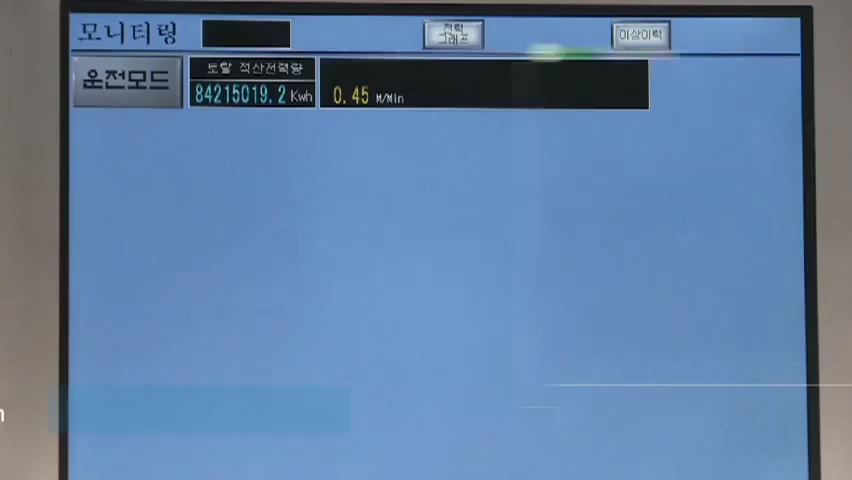 모니터링
전력
그래프
이상이력
운전모드
토탈 적산전력량
84215019.2 Kwh
0.45 M/Min